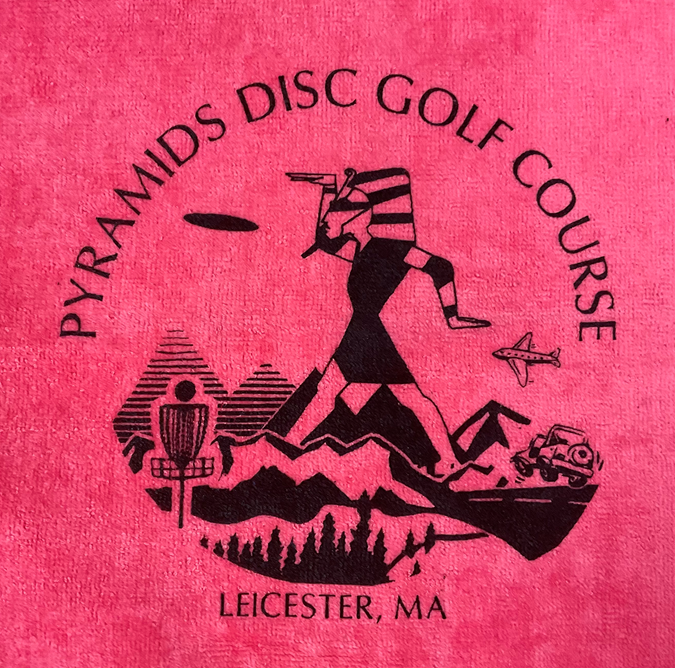 PYRAMIDS DISC GOLF COURSE
LEICESTER, MA